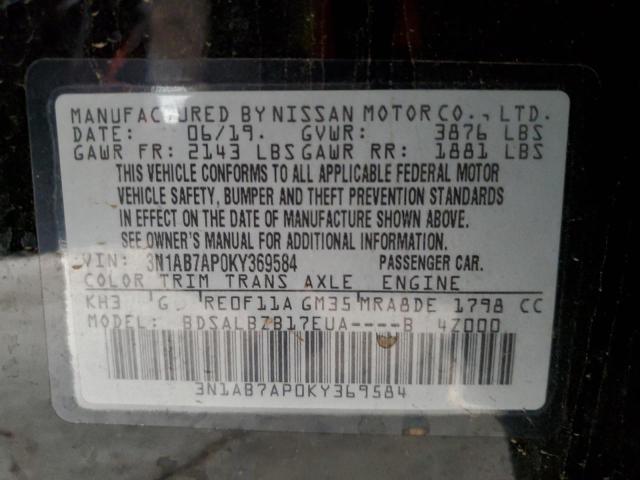 MANUFACTURED BY NISSAN MOTOR CO., LTD.
DATE: 06/19. GVWR: 3876 LBS
GAWR FR: 2143 LBS GAWR RR: 1881 LBS
THIS VEHICLE CONFORMS TO ALL APPLICABLE FEDERAL MOTOR
VEHICLE SAFETY, BUMPER AND THEFT PREVENTION STANDARDS
IN EFFECT ON THE DATE OF MANUFACTURE SHOWN ABOVE.
SEE OWNER'S MANUAL FOR ADDITIONAL INFORMATION.
VIN: 3N1AB7AP0KY369584 PASSENGER CAR.
COLOR TRIM TRANS AXLE ENGINE
KH3 G RE0F11A GM35 MRA8DE 1798 CC
MODEL: BDSALBZB17EUA----B 4Z000
3N1AB7AP0KY369584